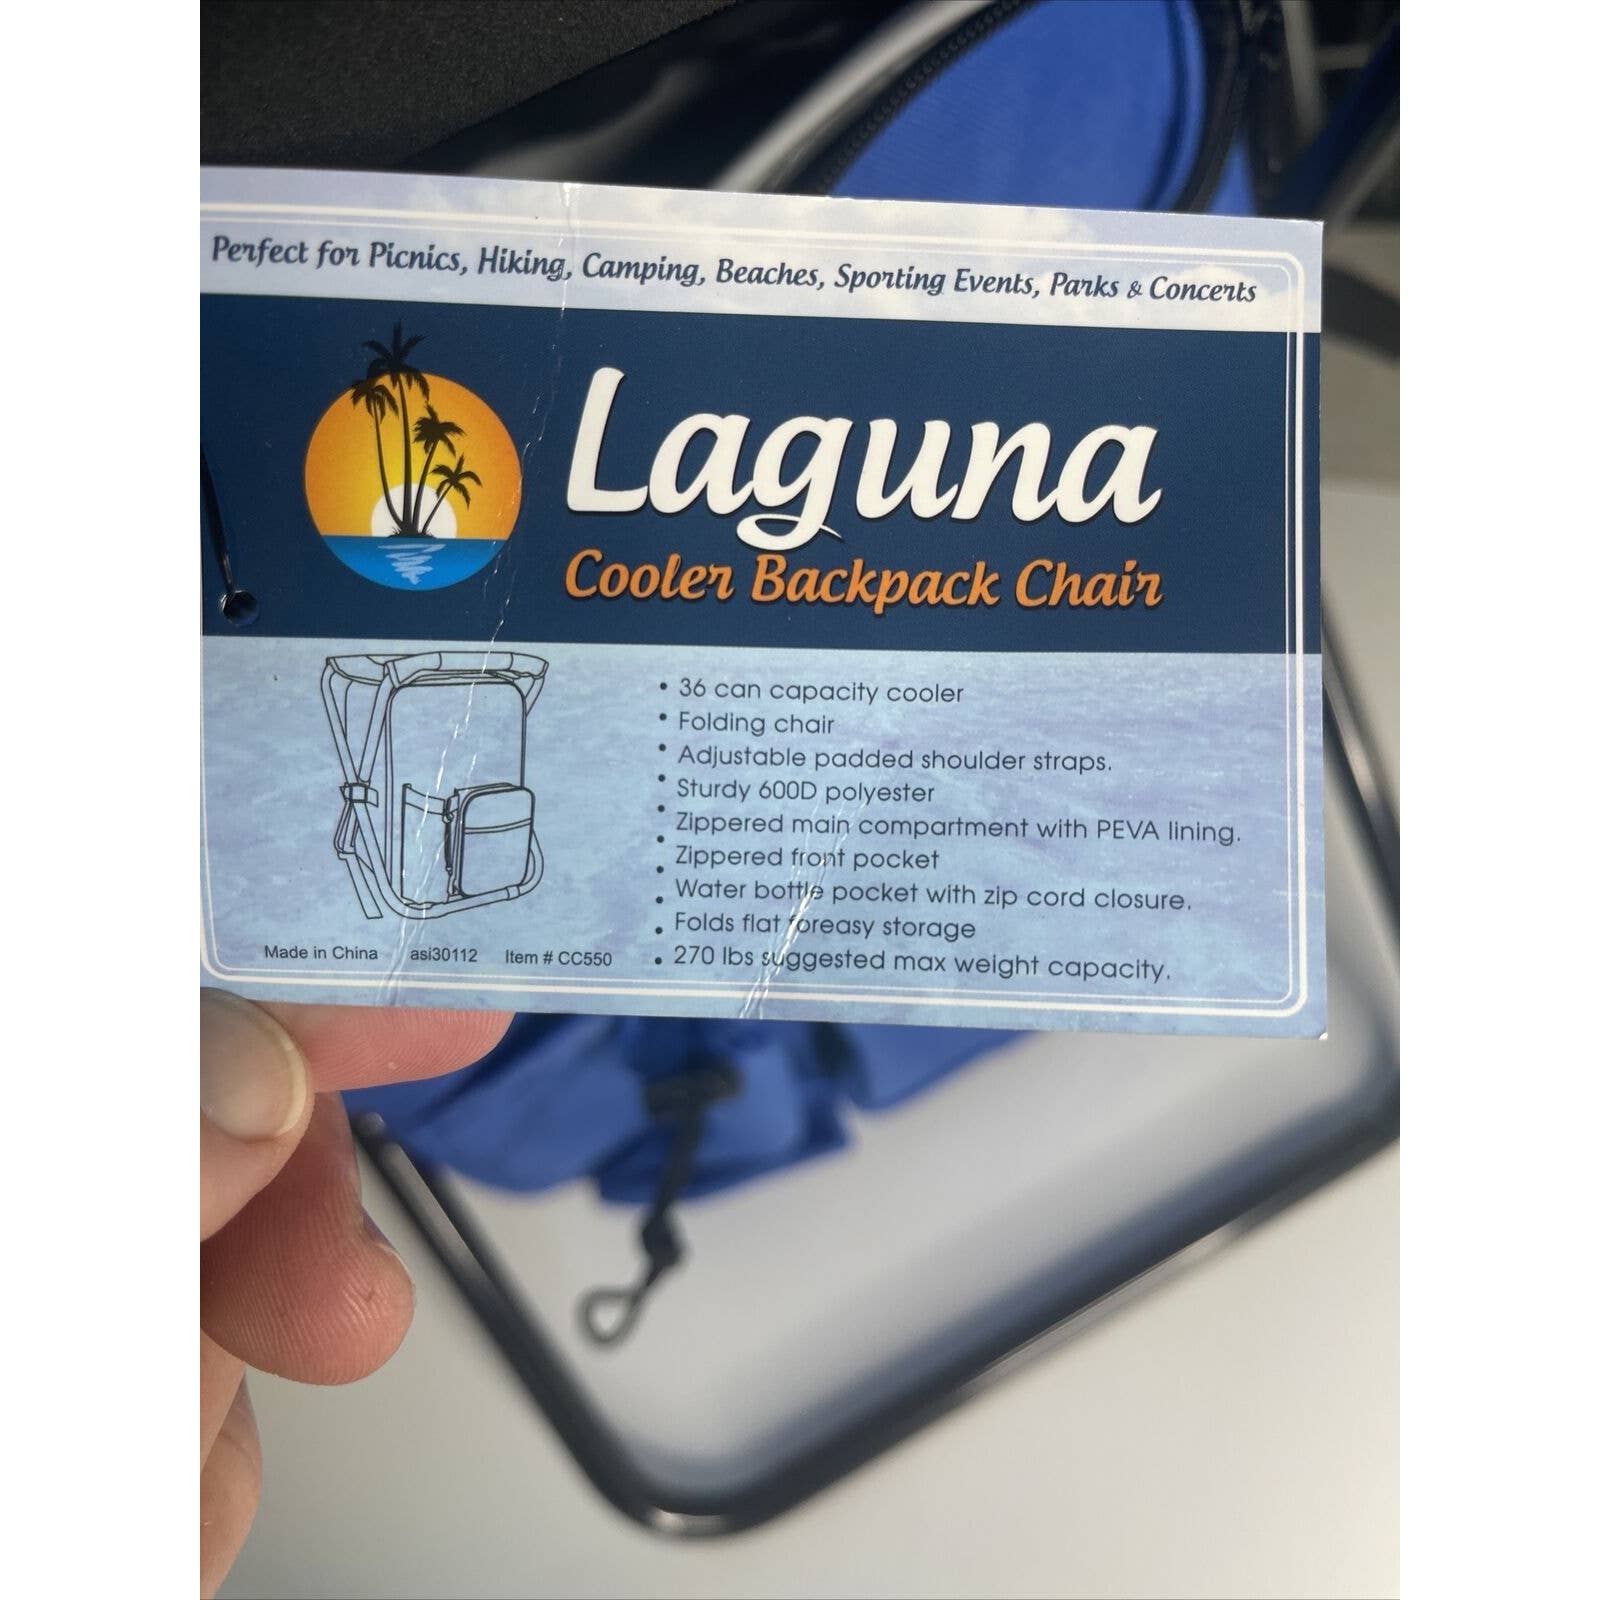 Perfect for Picnics, Hiking, Camping, Beaches, Sporting Events, Parks & Concerts
Laguna
Cooler Backpack Chair
• 36 can capacity cooler
• Folding chair
• Adjustable padded shoulder straps.
• Sturdy 600D polyester
• Zippered main compartment with PEVA lining.
• Zippered front pocket
• Water bottle pocket with zip cord closure.
• Folds flat foreasy storage
• 270 lbs suggested max weight capacity.
Made in China asi30112 Item # CC550